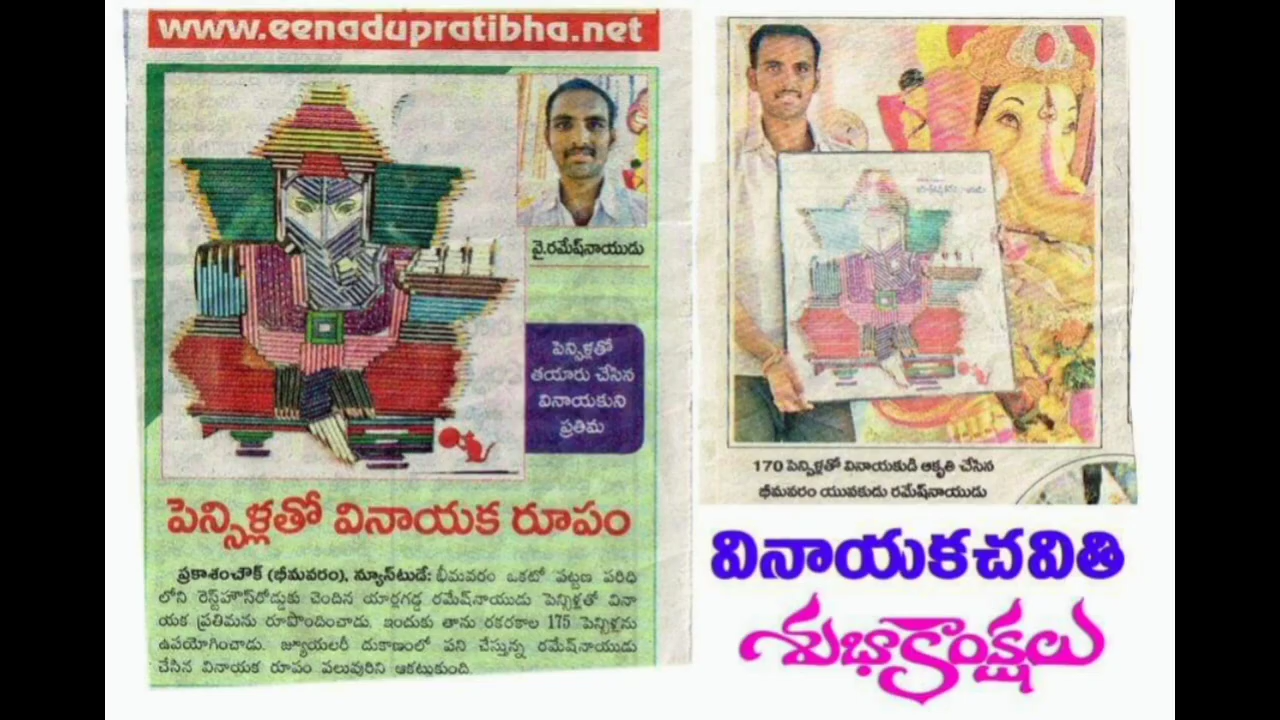 www.eenadupratibha.net
వై.రమేష్‌నాయుడు
పెన్సిళ్లతో
తయారు చేసిన
వినాయకుని
ప్రతిమ
పెన్సిళ్లతో వినాయక రూపం
ప్రకాశంచౌక్ (భీమవరం), న్యూస్‌టుడే: భీమవరం ఒకటో పట్టణ పరిధి
లోని రెస్ట్‌హౌస్‌రోడ్డుకు చెందిన యార్లగడ్డ రమేష్‌నాయుడు పెన్సిళ్లతో వినా
యక ప్రతిమను రూపొందించాడు. ఇందుకు తాను రకరకాల 175 పెన్సిళ్లను
ఉపయోగించాడు. జ్యూయలరీ దుకాణంలో పని చేస్తున్న రమేష్‌నాయుడు
చేసిన వినాయక రూపం పలువురిని ఆకట్టుకుంది.
170 పెన్సిళ్లతో వినాయకుడి ఆకృతి చేసిన
భీమవరం యువకుడు రమేష్‌నాయుడు
వినాయకచవితి
శుభాకాంక్షలు